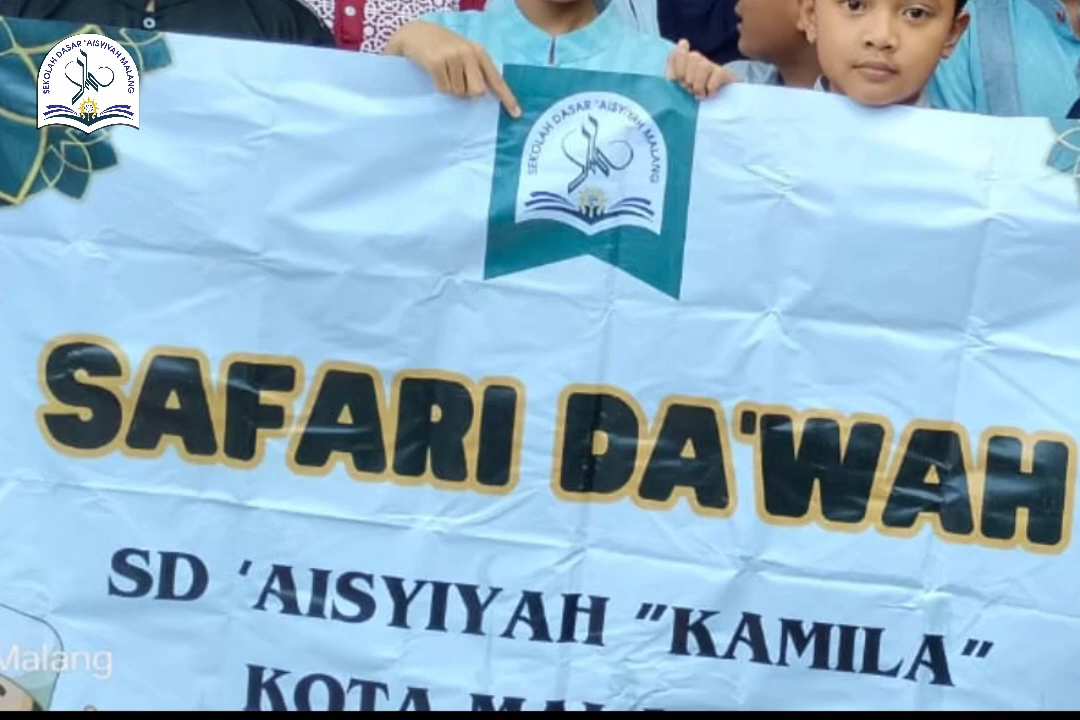 SEKOLAH DASAR 'AISYIYAH MALANG
SEKOLAH DASAR 'AISYIYAH MALANG
SAFARI DA'WAH
SD 'AISYIYAH "KAMILA"
Malang
KOTA